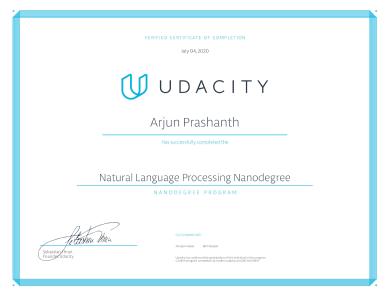 VERIFIED CERTIFICATE OF COMPLETION
July 04, 2020
UDACITY
Arjun Prashanth
Has successfully completed the
Natural Language Processing Nanodegree
NANODEGREE PROGRAM
Sebastian Thrun
Founder, Udacity